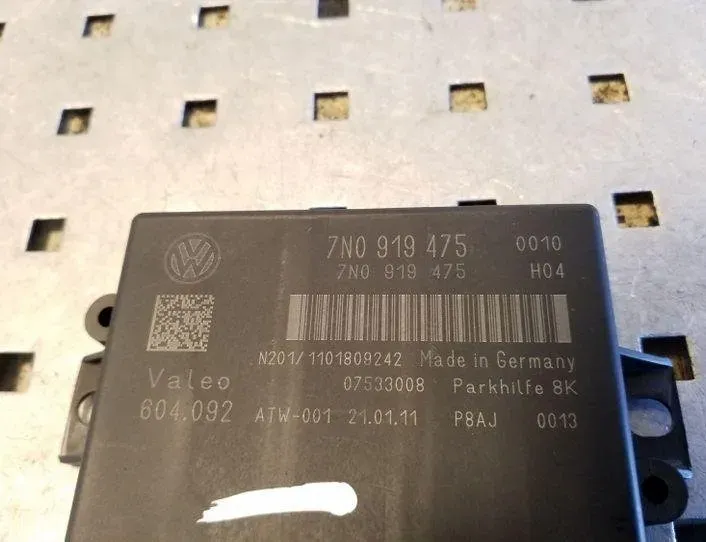 7N0 919 475 0010
7N0 919 475 H04
N201/1101809242 Made in Germany
Valeo 07533008 Parkhilfe 8K
604.092 ATW-001 21.01.11 P8AJ 0013